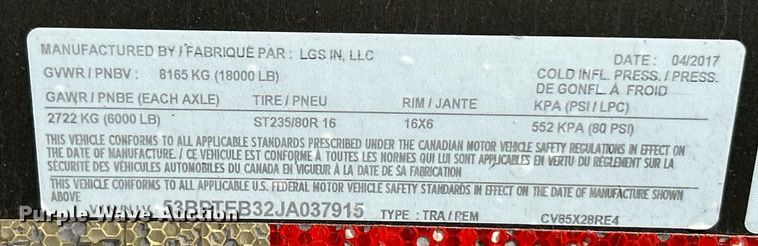 MANUFACTURED BY / FABRIQUÉ PAR : LGS IN, LLC DATE : 04/2017
GVWR / PNBV : 8165 KG (18000 LB) COLD INFL. PRESS./ PRESS. DE GONFL. À FROID
GAWR / PNBE (EACH AXLE) TIRE / PNEU RIM / JANTE KPA (PSI / LPC)
2722 KG (6000 LB) ST235/80R 16 16X6 552 KPA (80 PSI)
THIS VEHICLE CONFORMS TO ALL APPLICABLE STANDARDS PRESCRIBED UNDER THE CANADIAN MOTOR VEHICLE SAFETY REGULATIONS IN EFFECT ON
THE DATE OF MANUFACTURE. / CE VEHICULE EST CONFORME À TOUTES LES NORMES QUI LUI SONT APPLICABLES EN VERTU DU RÈGLEMENT SUR LA
SÉCURITÉ DES VÉHICULES AUTOMOBILES DU CANADA EN VIGUEUR À LA DATE DE SA FABRICATION
THIS VEHICLE CONFORMS TO ALL APPLICABLE U.S. FEDERAL MOTOR VEHICLE SAFETY STANDARDS IN EFFECT ON THE DATE OF MANUFACTURE SHOWN
ABOVE
53BPTEB32JA037915 TYPE : TRA / REM CV85X28RE4
Purple Wave Auction